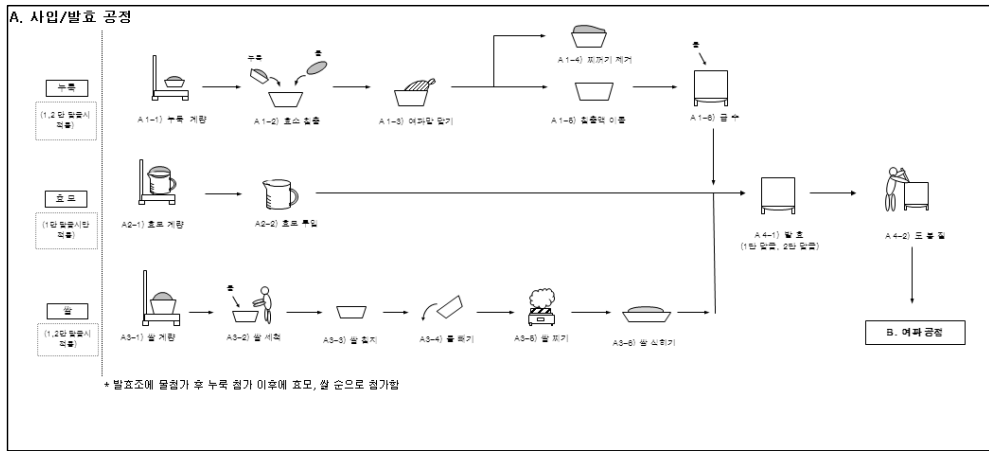 A. 사입/발효 공정
물
누룩
물
A1-4) 찌꺼기 제거
누룩
(1,2 단 담금시
적용)
A1-1) 누룩 계량
A1-2) 효소 침출
A1-3) 여과망 담기
A1-5) 침출액 이용
A1-6) 급 수
효모
(1단 담금시만
적용)
A2-1) 효모 계량
A2-2) 효모 투입
A4-1) 발 효
(1단 담금, 2단 담금)
A4-2) 도 봉 질
쌀
물
(1,2단 담금시
적용)
A3-1) 쌀 계량
A3-2) 쌀 세척
A3-3) 쌀 침지
A3-4) 물 빼기
A3-5) 쌀 찌기
A3-6) 쌀 식히기
B. 여과 공정
* 발효조에 물첨가 후 누룩 첨가 이후에 효모, 쌀 순으로 첨가함